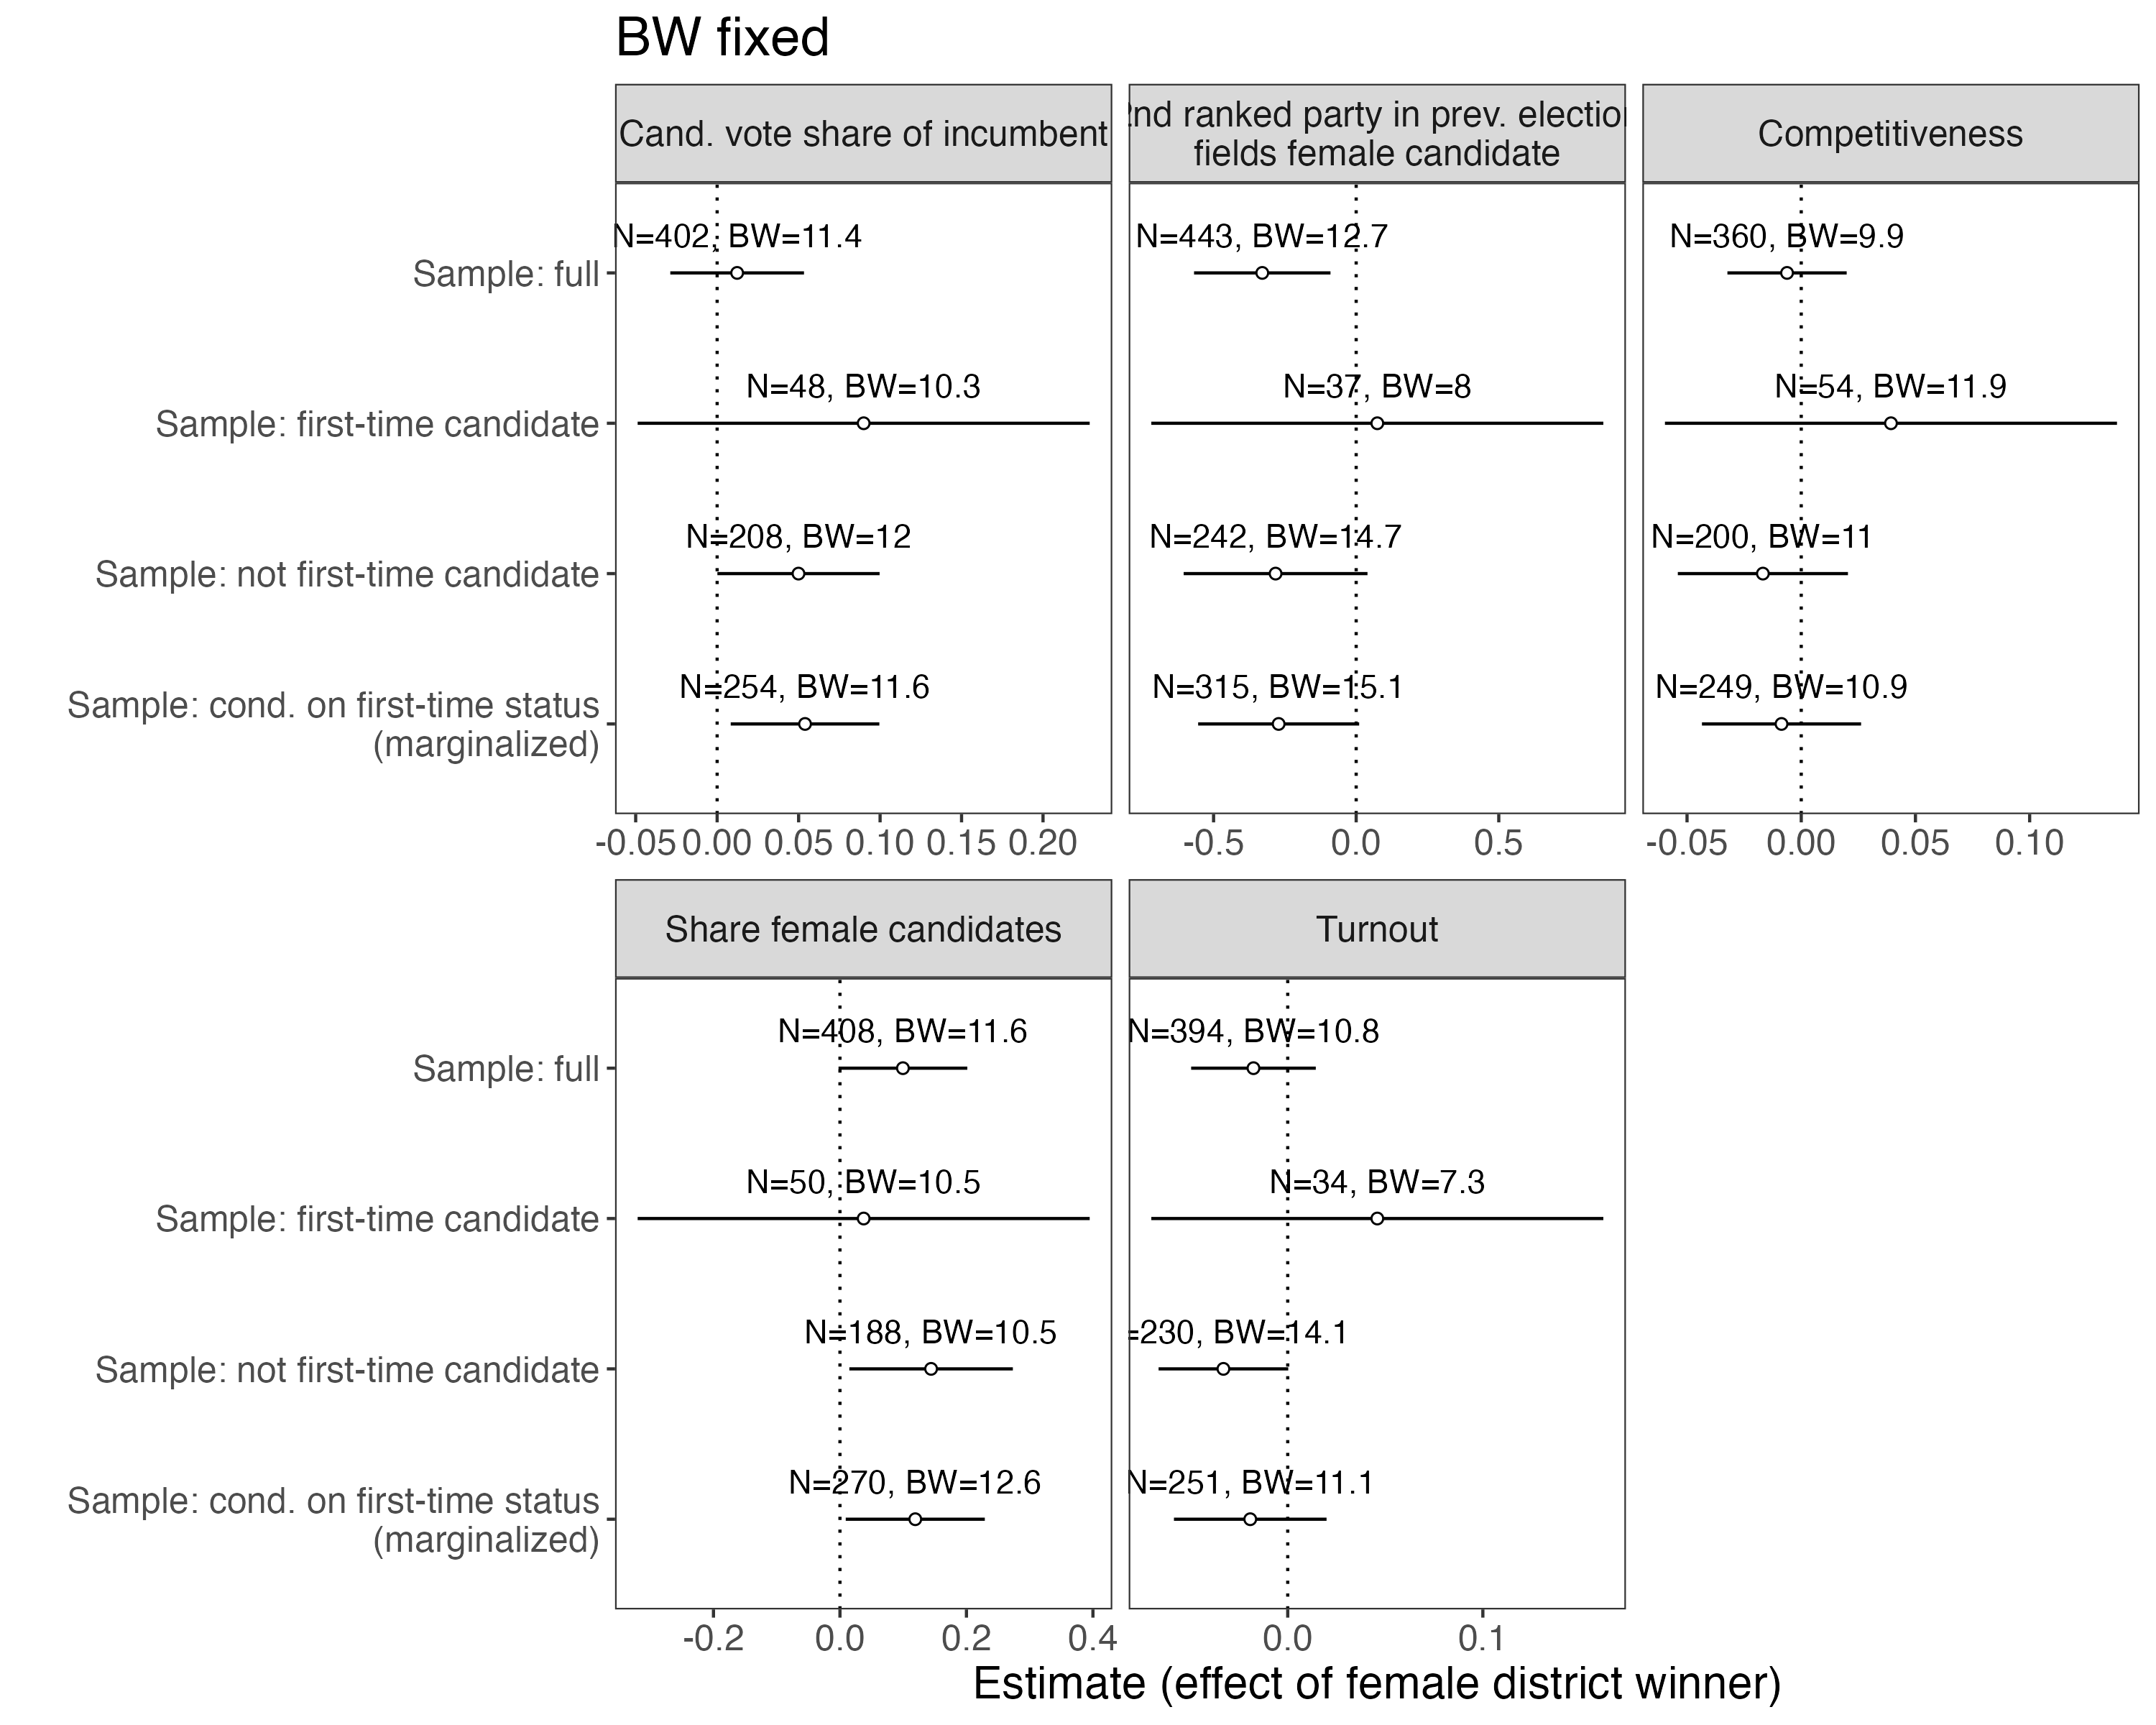 BW fixed
Cand. vote share of incumbent
2nd ranked party in prev. election
fields female candidate
Competitiveness
Sample: full
N=402, BW=11.4
N=443, BW=12.7
N=360, BW=9.9
Sample: first-time candidate
N=48, BW=10.3
N=37, BW=8
N=54, BW=11.9
Sample: not first-time candidate
N=208, BW=12
N=242, BW=14.7
N=200, BW=11
Sample: cond. on first-time status
(marginalized)
N=254, BW=11.6
N=315, BW=15.1
N=249, BW=10.9
-0.05 0.00 0.05 0.10 0.15 0.20
-0.5 0.0 0.5
-0.05 0.00 0.05 0.10
Share female candidates
Turnout
Sample: full
N=408, BW=11.6
N=394, BW=10.8
Sample: first-time candidate
N=50, BW=10.5
N=34, BW=7.3
Sample: not first-time candidate
N=188, BW=10.5
=230, BW=14.1
Sample: cond. on first-time status
(marginalized)
N=270, BW=12.6
N=251, BW=11.1
-0.2 0.0 0.2 0.4
0.0 0.1
Estimate (effect of female district winner)